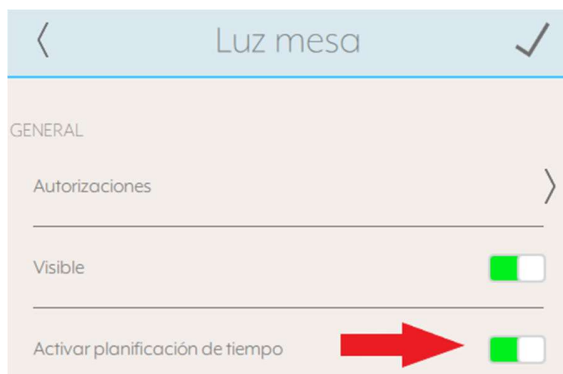 Luz mesa
GENERAL
Autorizaciones
Visible
Activar planificación de tiempo